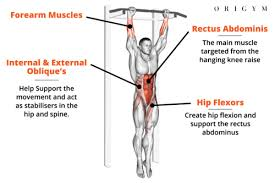 ORIGYM
Forearm Muscles
Rectus Abdominis
The main muscle
targeted from the
hanging knee raise
Internal & External
Oblique's
Help Support the
movement and act
as stabilisers in the
hip and spine.
Hip Flexors
Create hip flexion and
support the rectus
abdominus